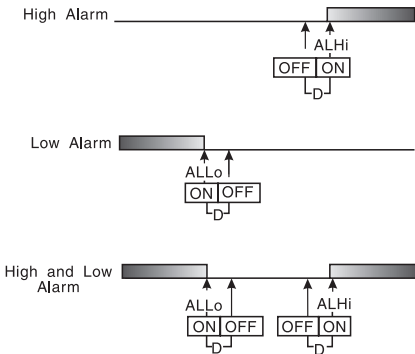 High Alarm
ALHi
OFF ON
D
Low Alarm
ALLo
ON OFF
D
High and Low
Alarm
ALLo ALHi
ON OFF OFF ON
D D